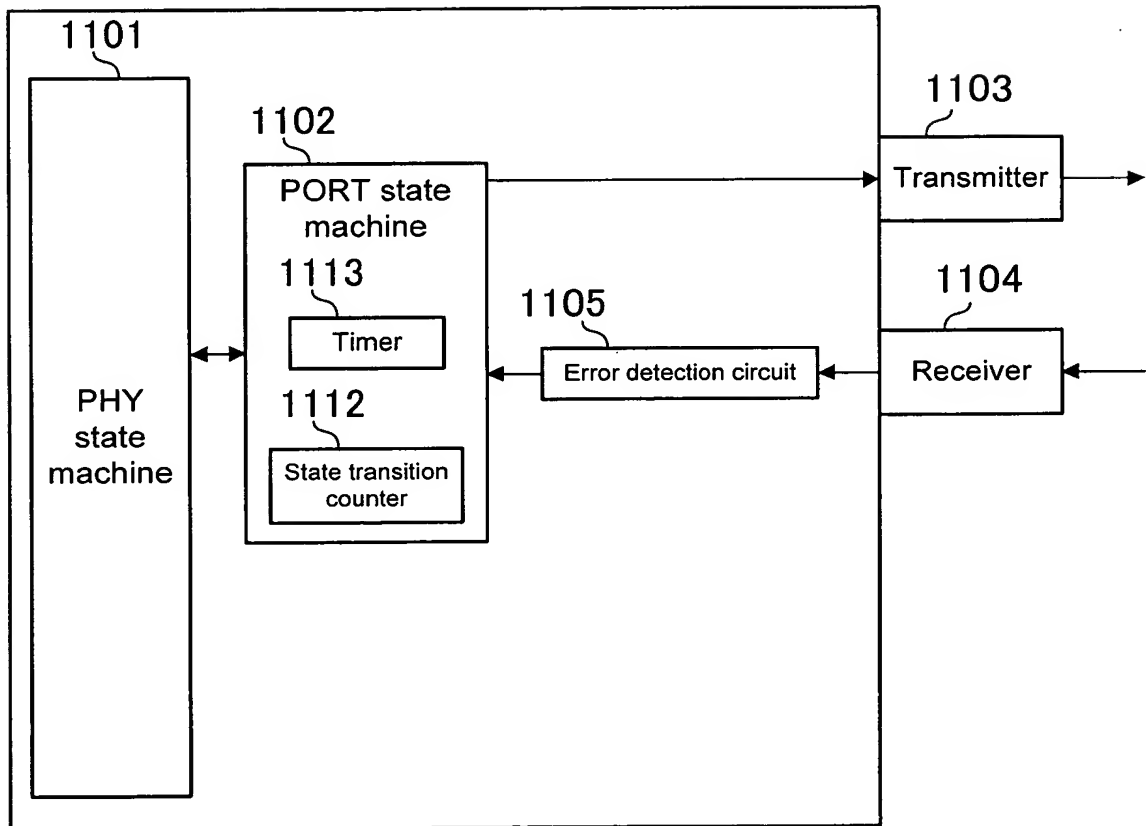 1101
1102
1103
PORT state
machine
Transmitter
1113
Timer
1105
1104
Error detection circuit
Receiver
PHY
state
machine
1112
State transition
counter